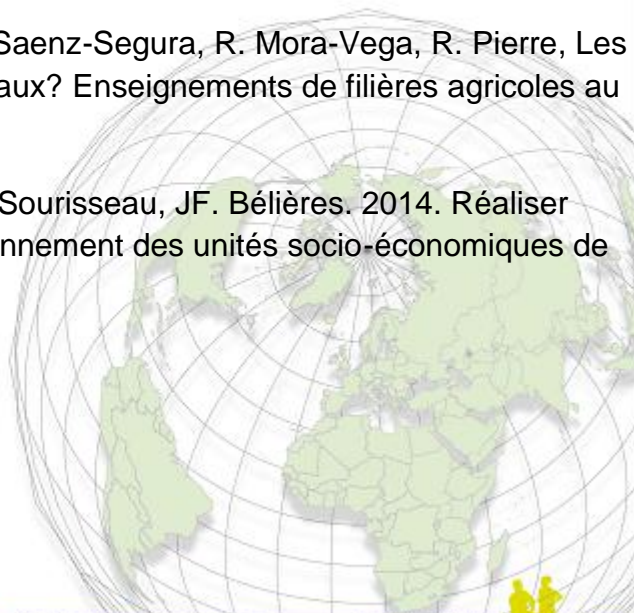 Saenz-Segura, R. Mora-Vega, R. Pierre, Les
aux? Enseignements de filières agricoles au
Sourisseau, JF. Bélières. 2014. Réaliser
nnement des unités socio-économiques de